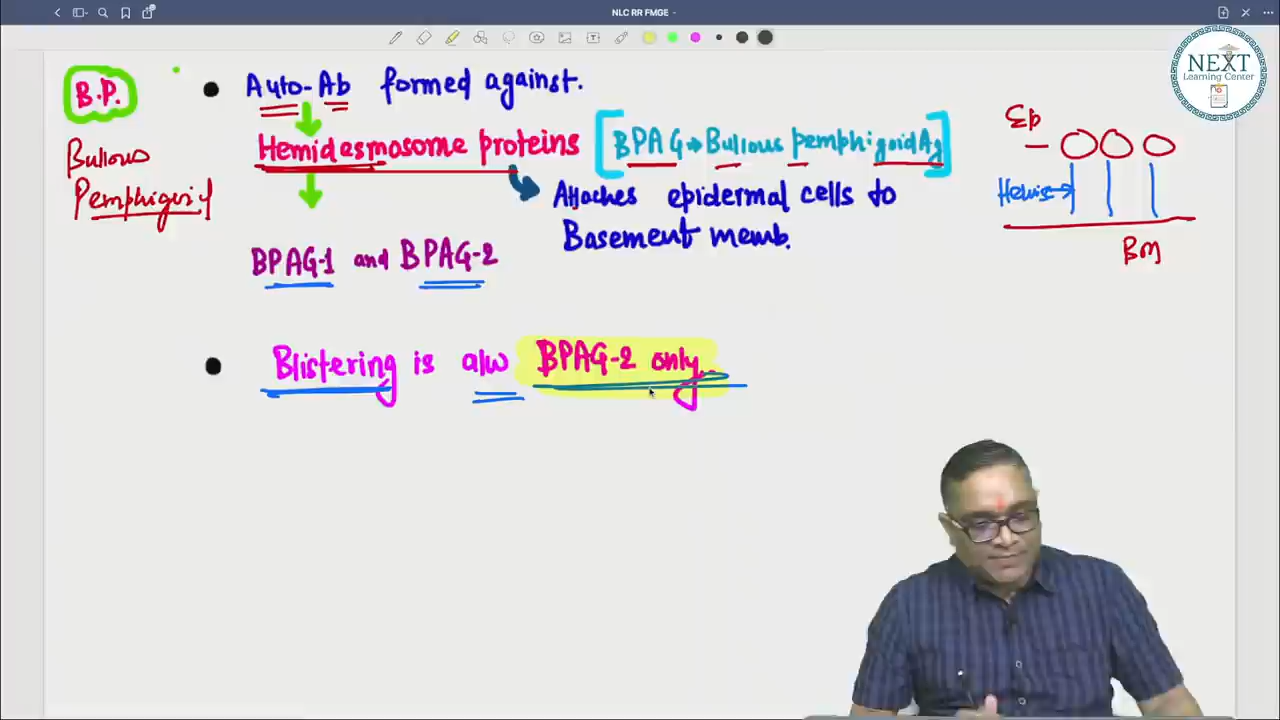 NLC RR FMGE
NEXT
Learning Center
B.P.
Bullous
Pemphigoid
Auto-Ab formed against.
Hemidesmosome proteins [BPAG→Bullous pemphigoid Ag]
Attaches epidermal cells to
Basement memb.
BPAG-1 and BPAG-2
Ep
Hemis
BM
Blistering is a/w BPAG-2 only..